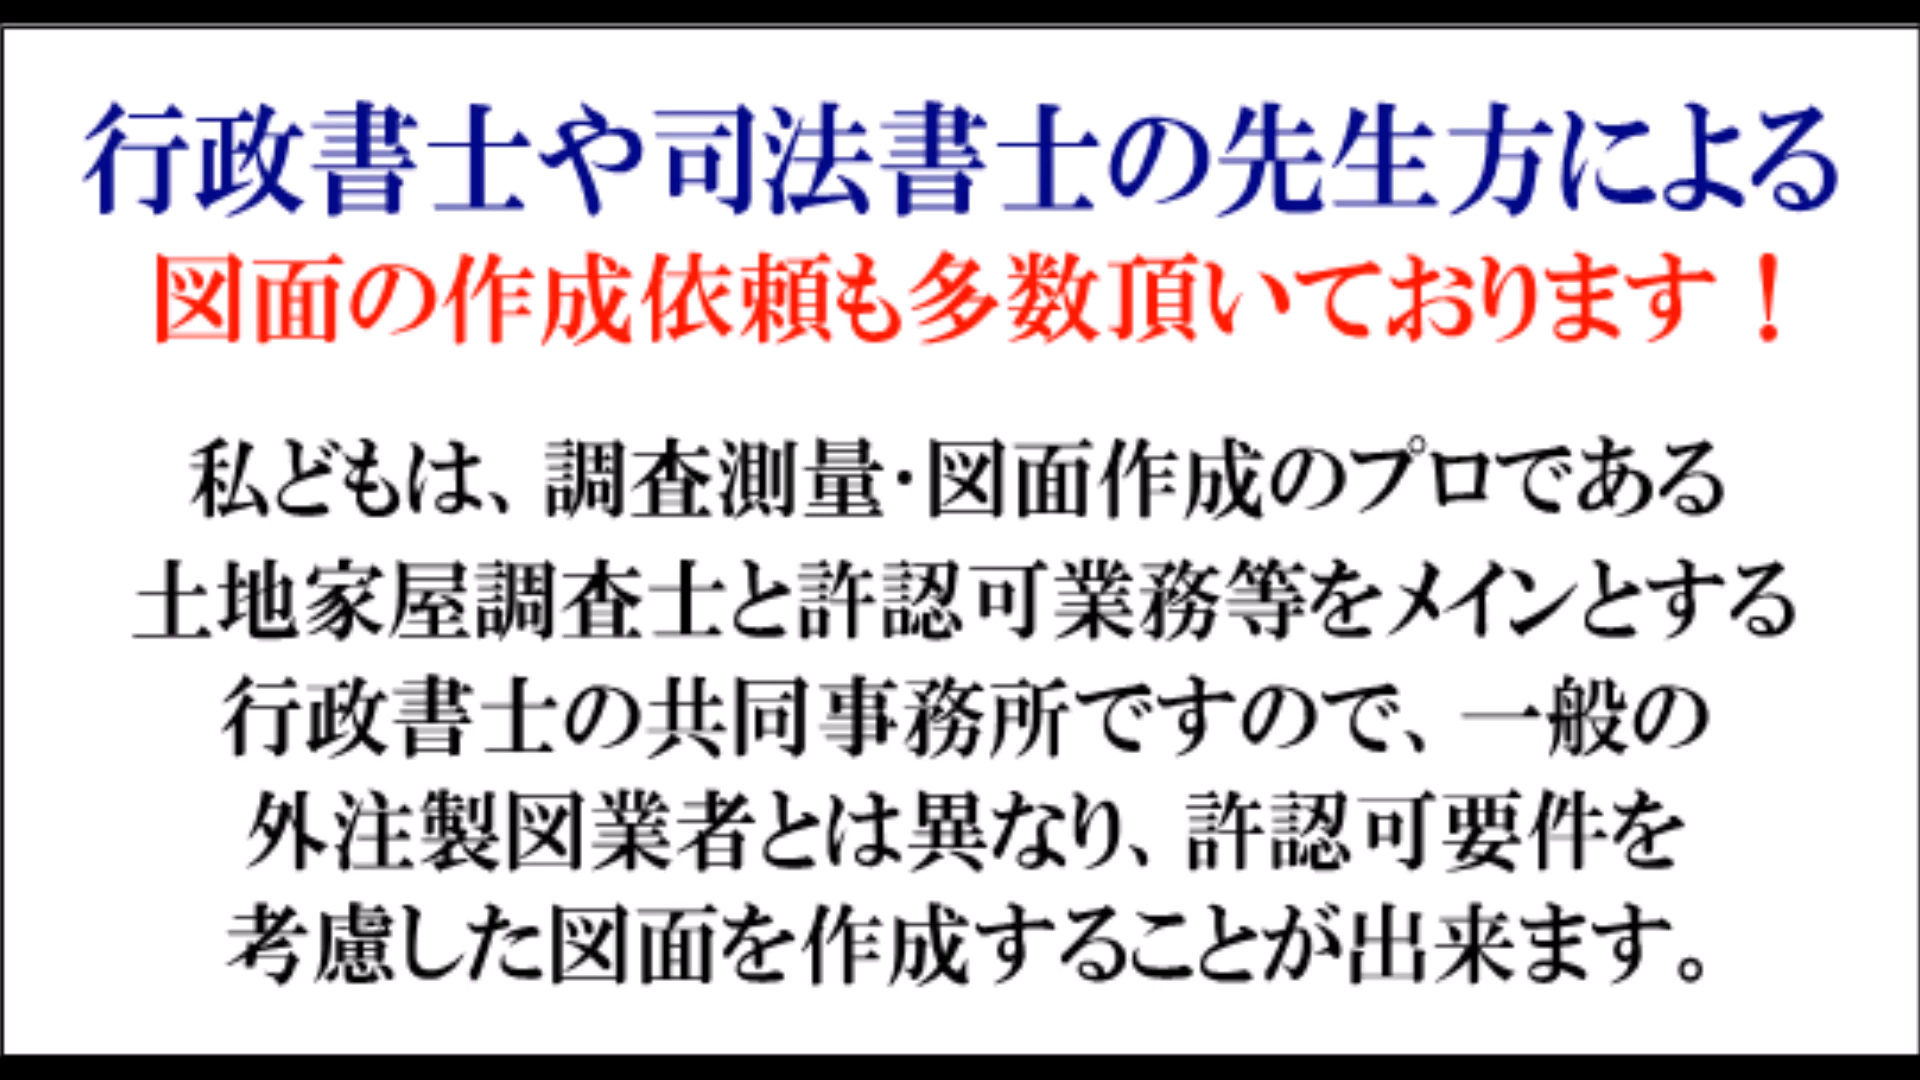 行政書士や司法書士の先生方による
図面の作成依頼も多数頂いております！
私どもは、調査測量・図面作成のプロである
土地家屋調査士と許認可業務等をメインとする
行政書士の共同事務所ですので、一般の
外注製図業者とは異なり、許認可要件を
考慮した図面を作成することが出来ます。